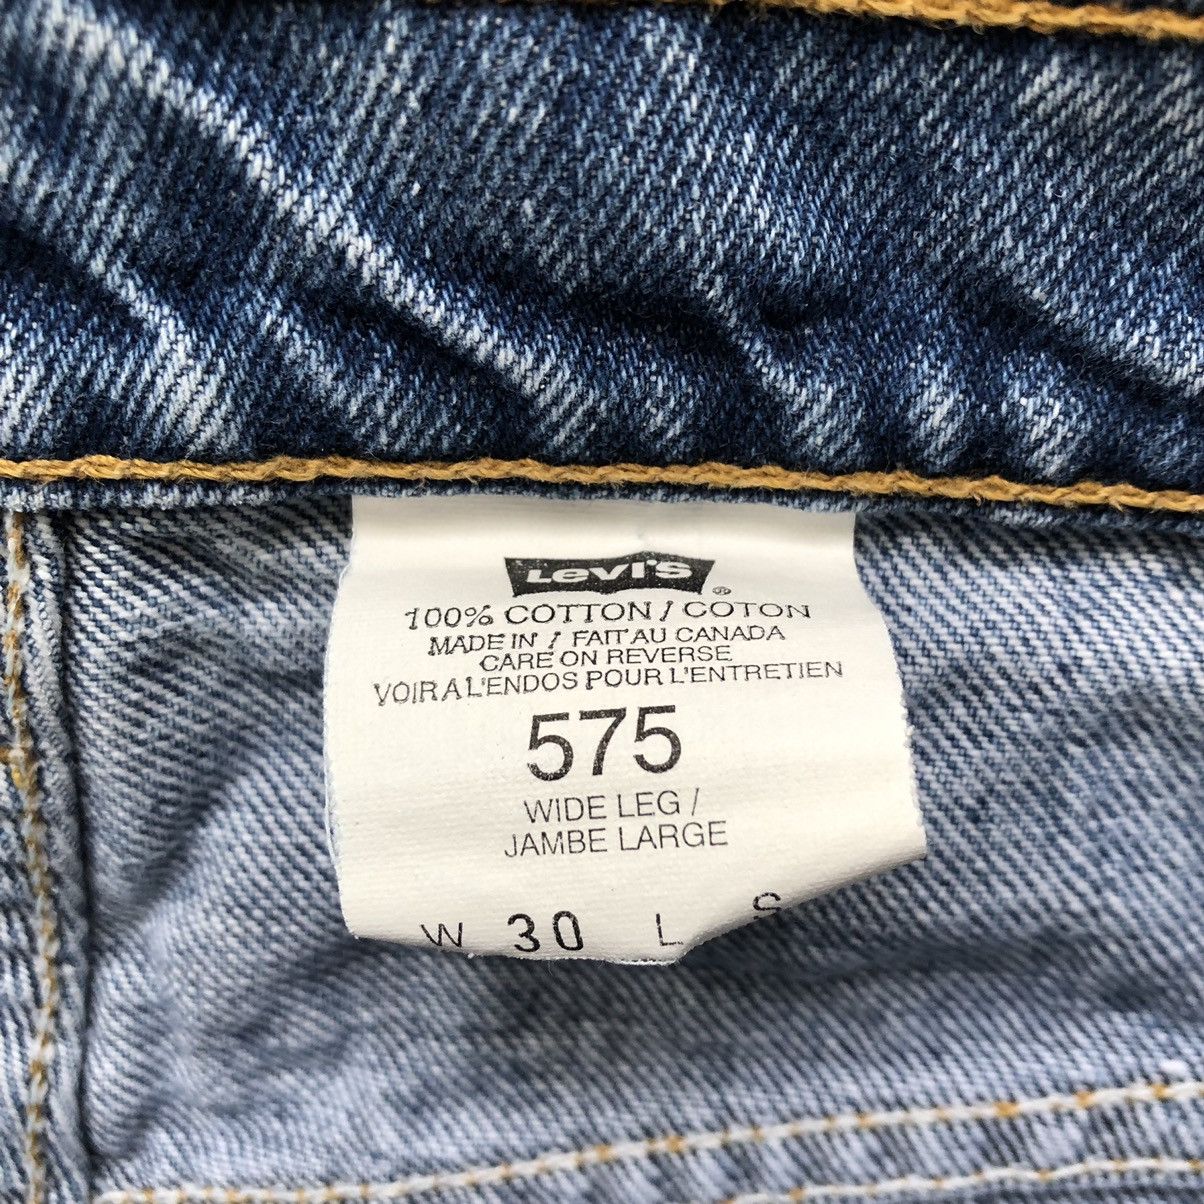 Levi's ®
100% COTTON / COTON
MADE IN / FAIT AU CANADA
CARE ON REVERSE
VOIR A L'ENDOS POUR L'ENTRETIEN
575
WIDE LEG /
JAMBE LARGE
W 30 L